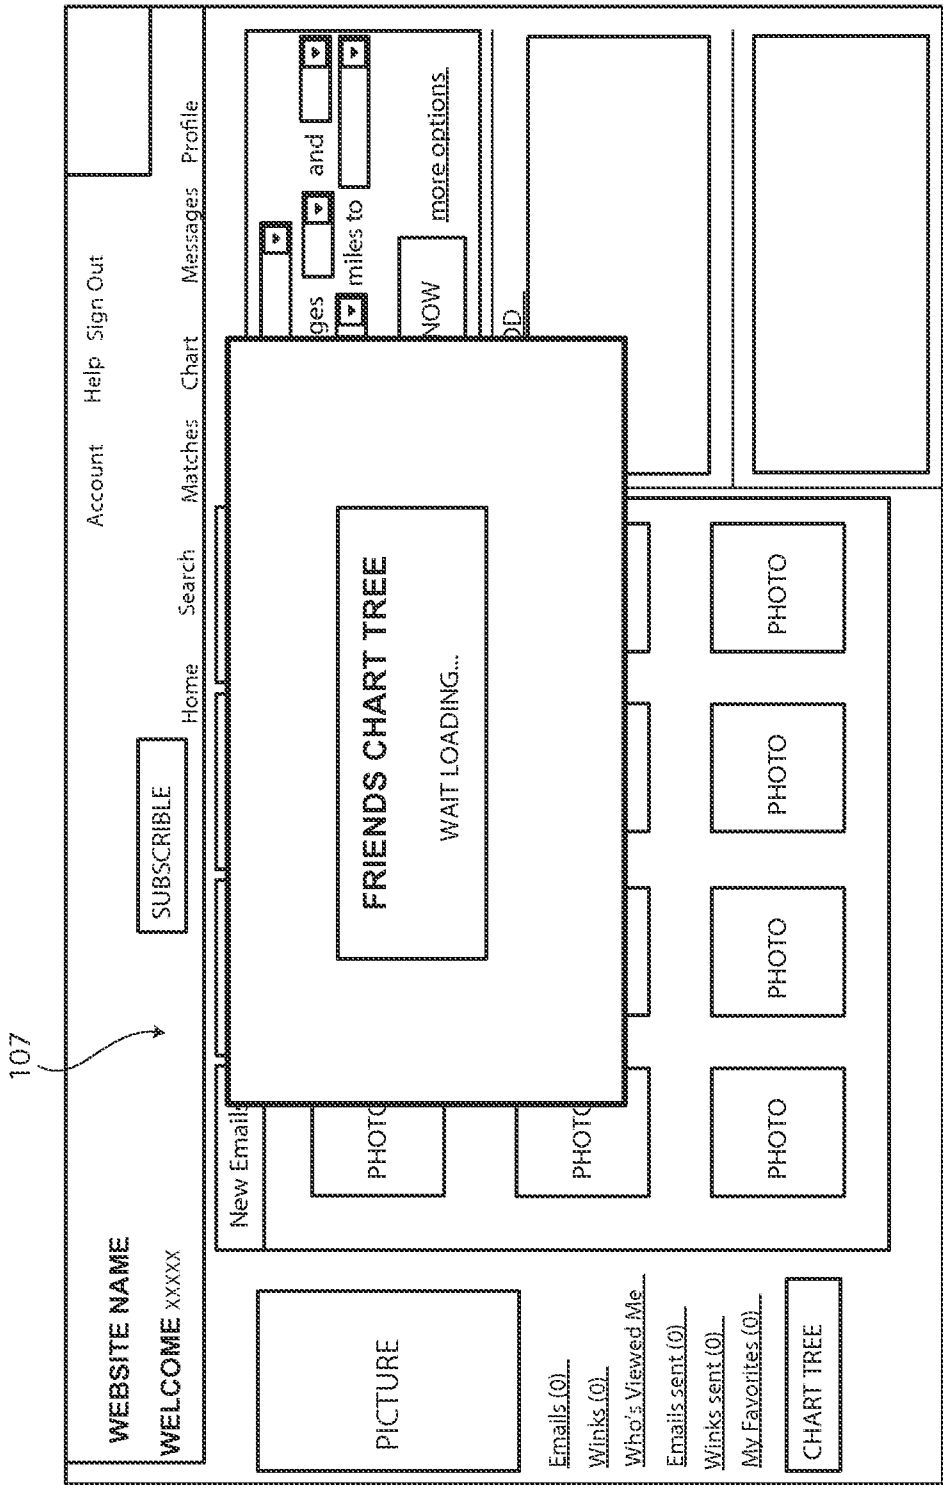 107
WEBSITE NAME
WELCOME xxxxx
SUBSCRIBLE
Account Help Sign Out
Home Search Matches Chart Messages Profile
PICTURE
Emails (0)
Winks (0)
Who's Viewed Me
Emails sent (0)
Winks sent (0)
My Favorites (0)
CHART TREE
New Emails
PHOTO
PHOTO
PHOTO PHOTO PHOTO PHOTO
FRIENDS CHART TREE
WAIT LOADING...
ges and
miles to
NOW more options
OD